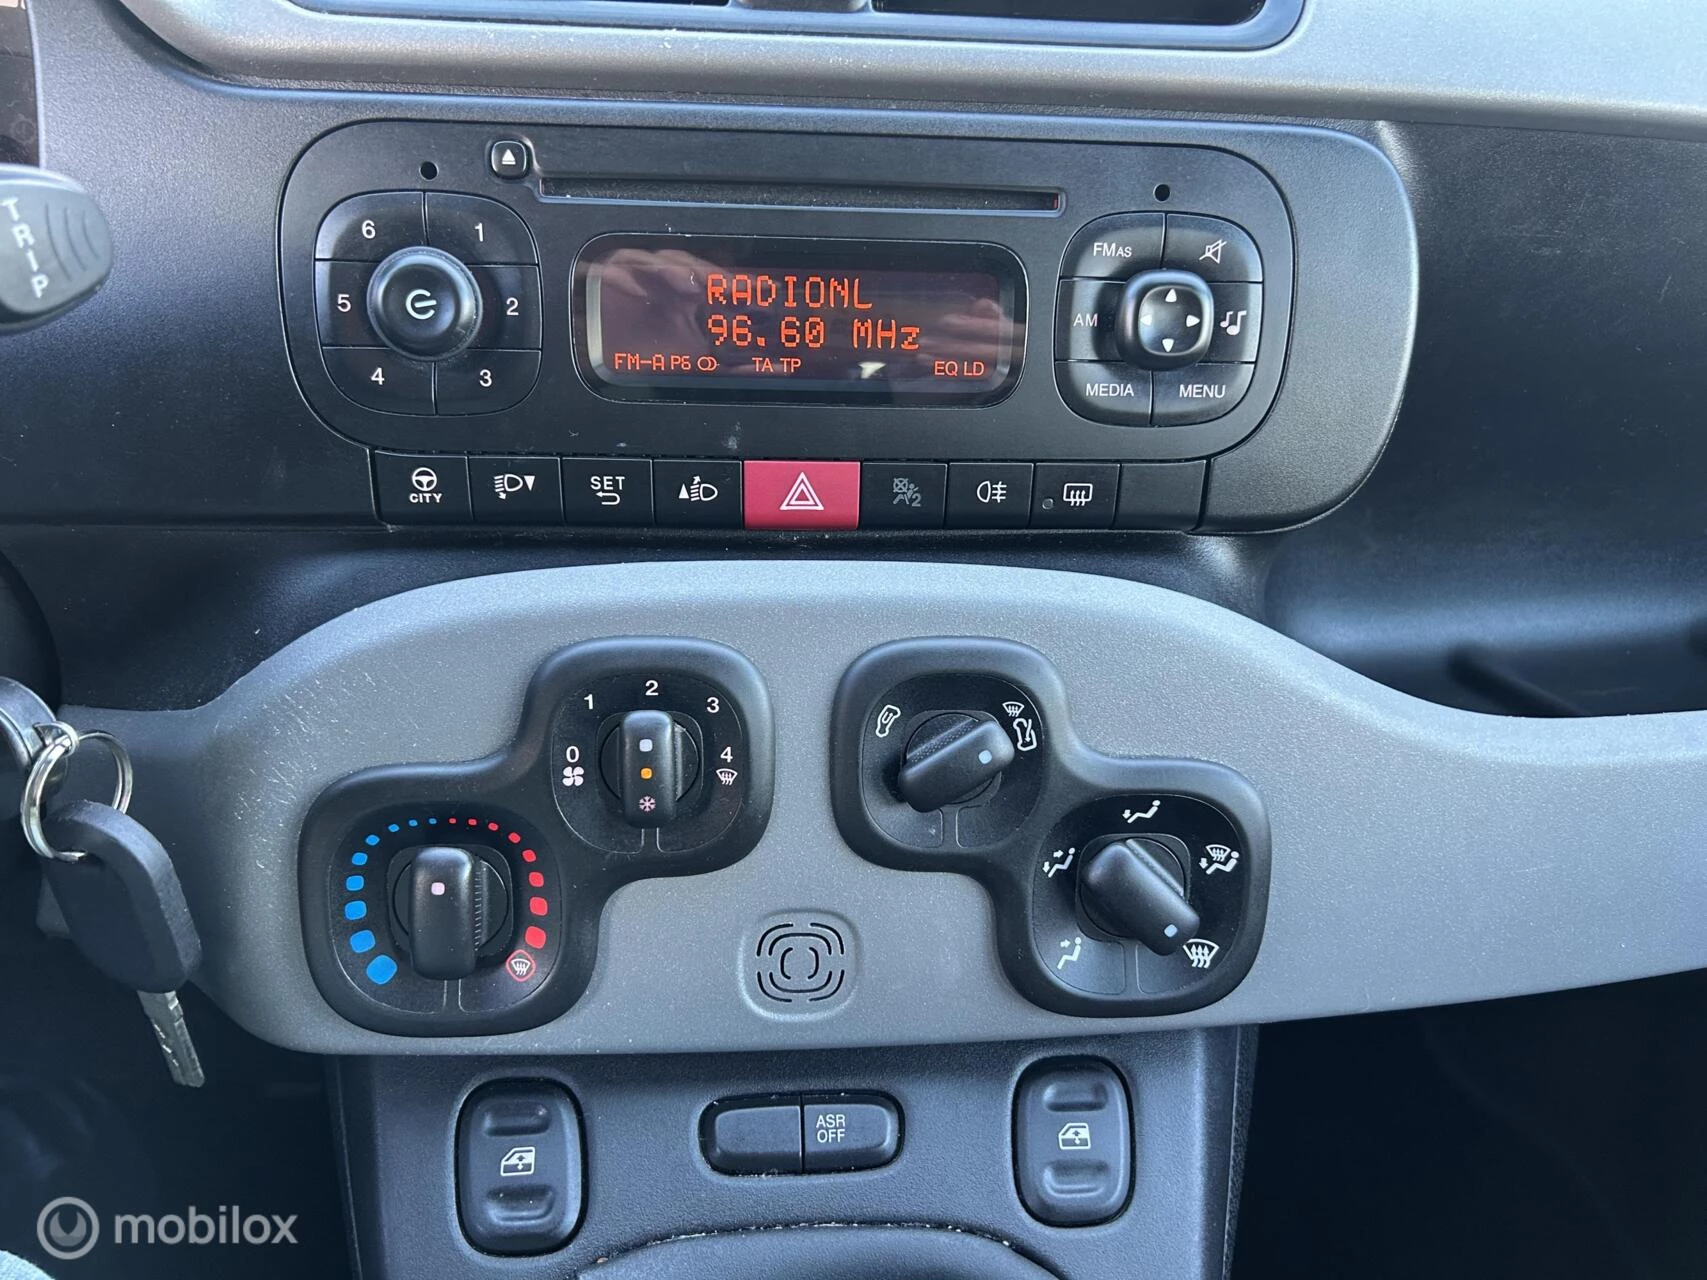 TRIP
6 1
5 2
4 3
RADIONL
96.60 MHz
FM-A P6 TA TP EQ LD
FMAS
AM
MEDIA MENU
CITY
SET
2
1 2 3
0 4
ASR
OFF
mobilox